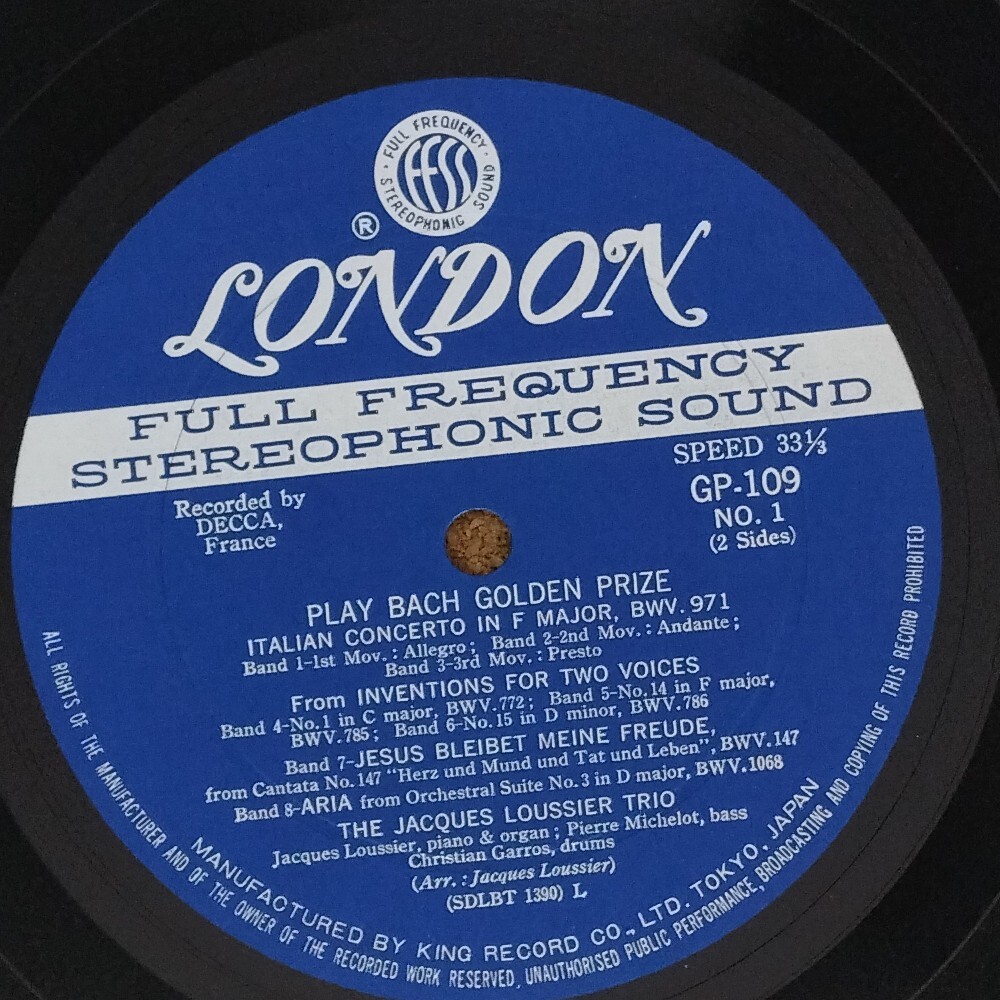 FULL FREQUENCY
ffss
STEREOPHONIC SOUND
®
LONDON
FULL FREQUENCY
STEREOPHONIC SOUND
Recorded by
DECCA,
France
SPEED 33⅓
GP-109
NO. 1
(2 Sides)
PLAY BACH GOLDEN PRIZE
ITALIAN CONCERTO IN F MAJOR, BWV. 971
Band 1-1st Mov.: Allegro; Band 2-2nd Mov.: Andante;
Band 3-3rd Mov.: Presto
From INVENTIONS FOR TWO VOICES
Band 4-No. 1 in C major, BWV. 772; Band 5-No. 14 in F major,
BWV. 785; Band 6-No. 15 in D minor, BWV. 786
Band 7-JESUS BLEIBET MEINE FREUDE,
from Cantata No. 147 "Herz und Mund und Tat und Leben", BWV. 147
Band 8-ARIA from Orchestral Suite No. 3 in D major, BWV. 1068
THE JACQUES LOUSSIER TRIO
Jacques Loussier, piano & organ; Pierre Michelot, bass
Christian Garros, drums
(Arr.: Jacques Loussier)
(SDLBT 1390) L
MANUFACTURED BY KING RECORD CO., LTD. TOKYO, JAPAN
ALL RIGHTS OF THE MANUFACTURER AND OF THE OWNER OF THE RECORDED WORK RESERVED, UNAUTHORISED PUBLIC PERFORMANCE, BROADCASTING AND COPYING OF THIS RECORD PROHIBITED